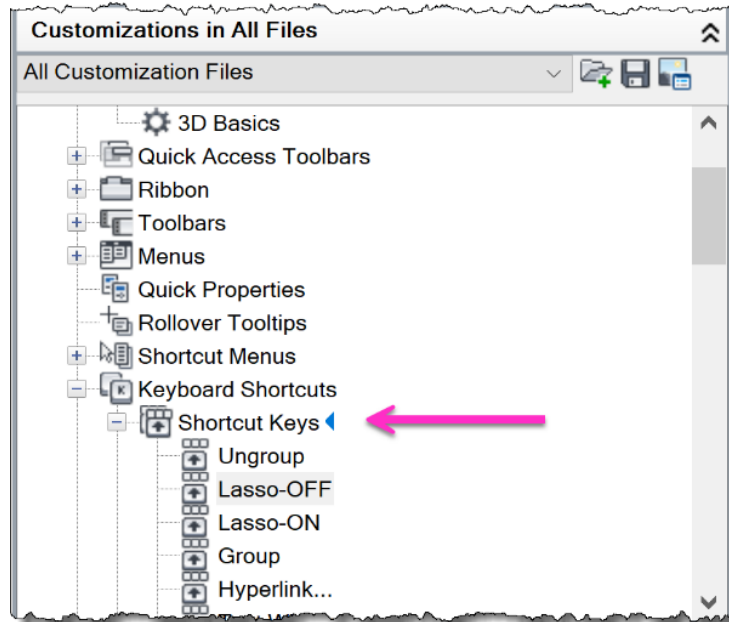 Customizations in All Files
All Customization Files
3D Basics
Quick Access Toolbars
Ribbon
Toolbars
Menus
Quick Properties
Rollover Tooltips
Shortcut Menus
Keyboard Shortcuts
Shortcut Keys
Ungroup
Lasso-OFF
Lasso-ON
Group
Hyperlink...